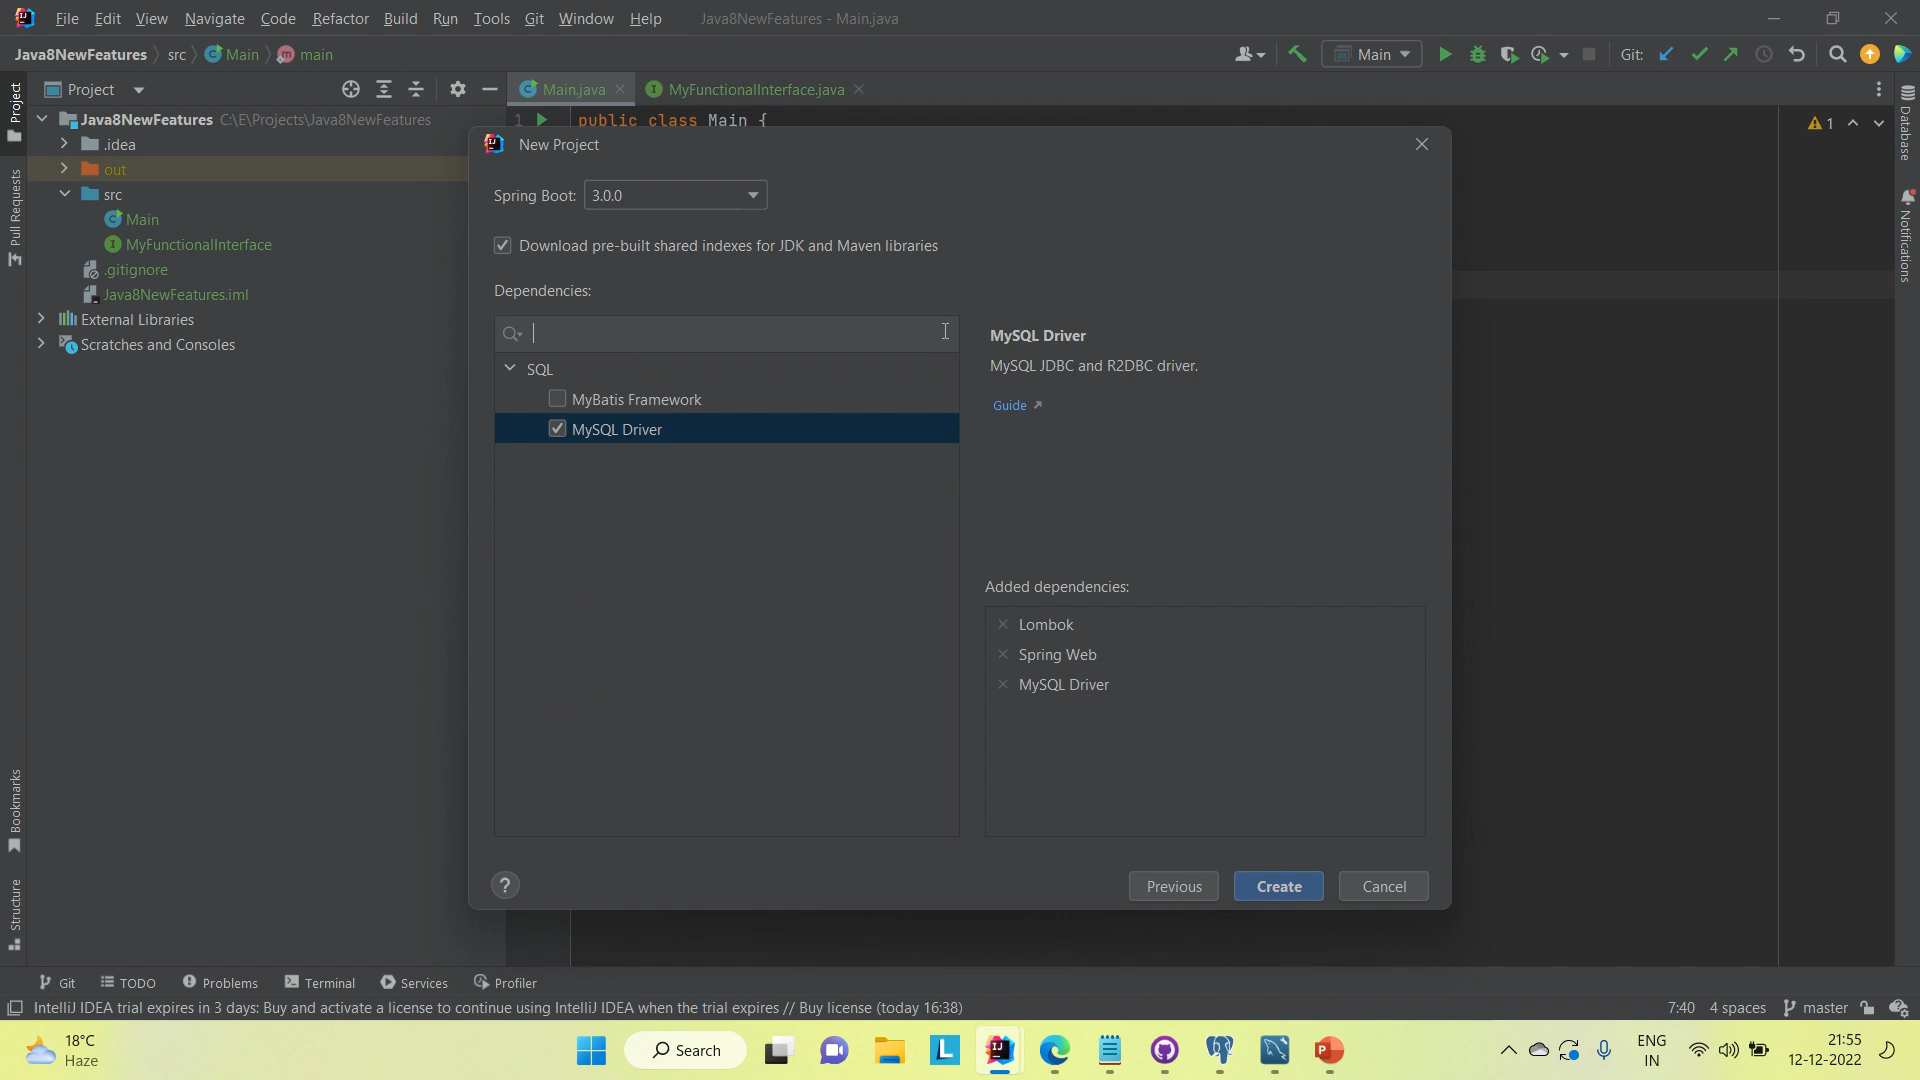 File Edit View Navigate Code Refactor Build Run Tools Git Window Help Java8NewFeatures - Main.java
Java8NewFeatures src Main main
Main Git:
Project
Main.java MyFunctionalInterface.java
Java8NewFeatures C:\E\Projects\Java8NewFeatures
.idea
out
src
Main
MyFunctionalInterface
.gitignore
Java8NewFeatures.iml
External Libraries
Scratches and Consoles
1 public class Main {
1
Project
Pull Requests
Bookmarks
Structure
Database
Notifications
New Project
Spring Boot: 3.0.0
Download pre-built shared indexes for JDK and Maven libraries
Dependencies:
SQL
MyBatis Framework
MySQL Driver
MySQL Driver
MySQL JDBC and R2DBC driver.
Guide
Added dependencies:
Lombok
Spring Web
MySQL Driver
? Previous Create Cancel
Git TODO Problems Terminal Services Profiler
IntelliJ IDEA trial expires in 3 days: Buy and activate a license to continue using IntelliJ IDEA when the trial expires // Buy license (today 16:38) 7:40 4 spaces master
18°C
Haze
Search
ENG
IN
21:55
12-12-2022